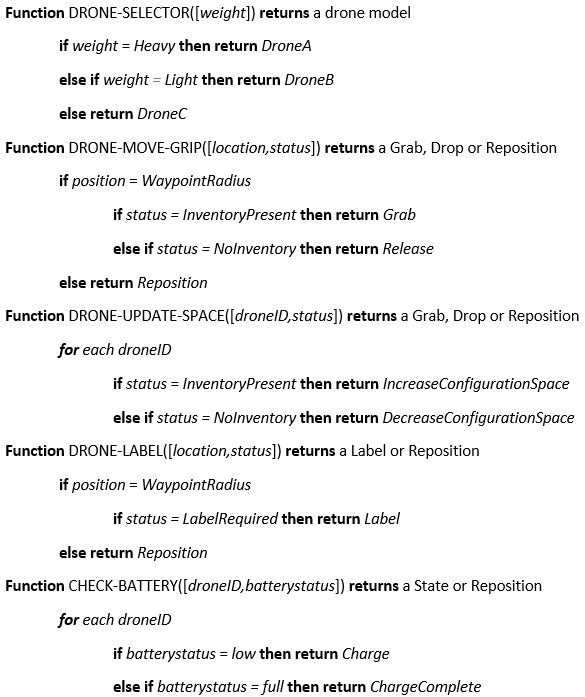 Function DRONE-SELECTOR([weight]) returns a drone model
if weight = Heavy then return DroneA
else if weight = Light then return DroneB
else return DroneC
Function DRONE-MOVE-GRIP([location,status]) returns a Grab, Drop or Reposition
if position = WaypointRadius
if status = InventoryPresent then return Grab
else if status = NoInventory then return Release
else return Reposition
Function DRONE-UPDATE-SPACE([droneID,status]) returns a Grab, Drop or Reposition
for each droneID
if status = InventoryPresent then return IncreaseConfigurationSpace
else if status = NoInventory then return DecreaseConfigurationSpace
Function DRONE-LABEL([location,status]) returns a Label or Reposition
if position = WaypointRadius
if status = LabelRequired then return Label
else return Reposition
Function CHECK-BATTERY([droneID,batterystatus]) returns a State or Reposition
for each droneID
if batterystatus = low then return Charge
else if batterystatus = full then return ChargeComplete